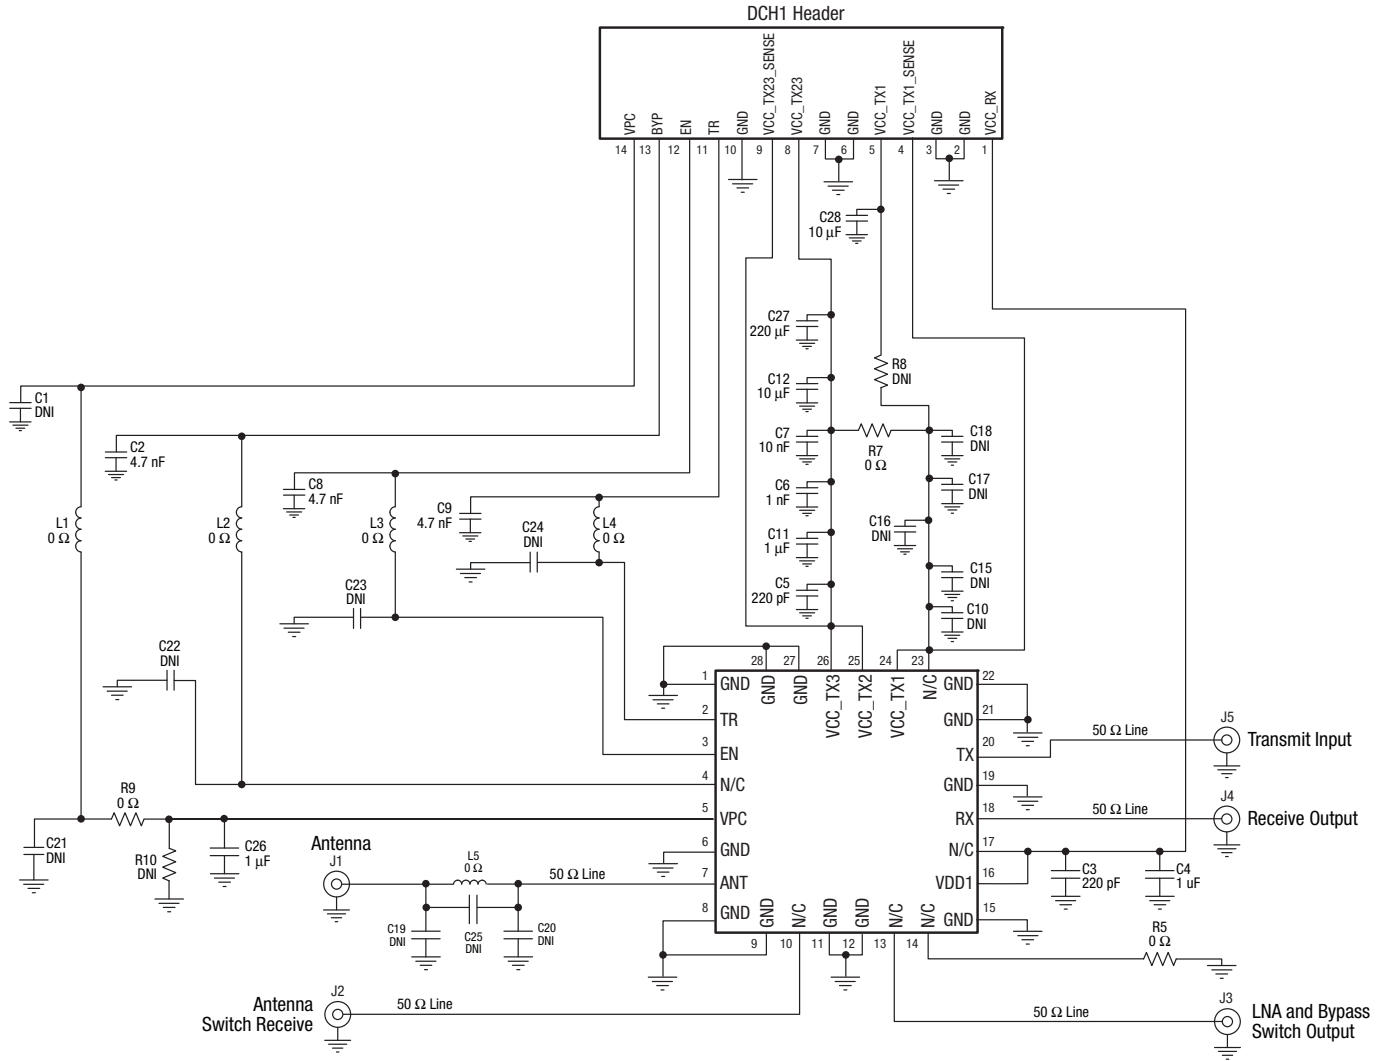 DCH1 Header
VPC
BYP
EN
TR
GND
VCC_TX23_SENSE
VCC_TX23
GND
GND
VCC_TX1
VCC_TX1_SENSE
GND
GND
VCC_RX
14 13 12 11 10 9 8 7 6 5 4 3 2 1
C28
10 µF
C27
220 µF
R8
DNI
C12
10 µF
C1
DNI
C7
10 nF
R7
0 Ω
C18
DNI
C2
4.7 nF
C8
4.7 nF
C6
1 nF
C17
DNI
C9
4.7 nF
L1
0 Ω
L2
0 Ω
L3
0 Ω
C24
DNI
L4
0 Ω
C16
DNI
C11
1 µF
C15
DNI
C23
DNI
C5
220 pF
C10
DNI
C22
DNI
28 27 26 25 24 23
GND
GND
VCC_TX3
VCC_TX2
VCC_TX1
N/C
1 GND
2 TR
3 EN
4 N/C
5 VPC
6 GND
7 ANT
8 GND
GND 22
GND 21
TX 20
GND 19
RX 18
N/C 17
VDD1 16
GND 15
GND
N/C
GND
GND
N/C
N/C
9 10 11 12 13 14
50 Ω Line
J5
Transmit Input
50 Ω Line
J4
Receive Output
R9
0 Ω
C21
DNI
R10
DNI
C26
1 µF
Antenna
J1
L5
0 Ω
50 Ω Line
C19
DNI
C25
DNI
C20
DNI
C3
220 pF
C4
1 uF
R5
0 Ω
Antenna
Switch Receive
J2
50 Ω Line
50 Ω Line
J3
LNA and Bypass
Switch Output